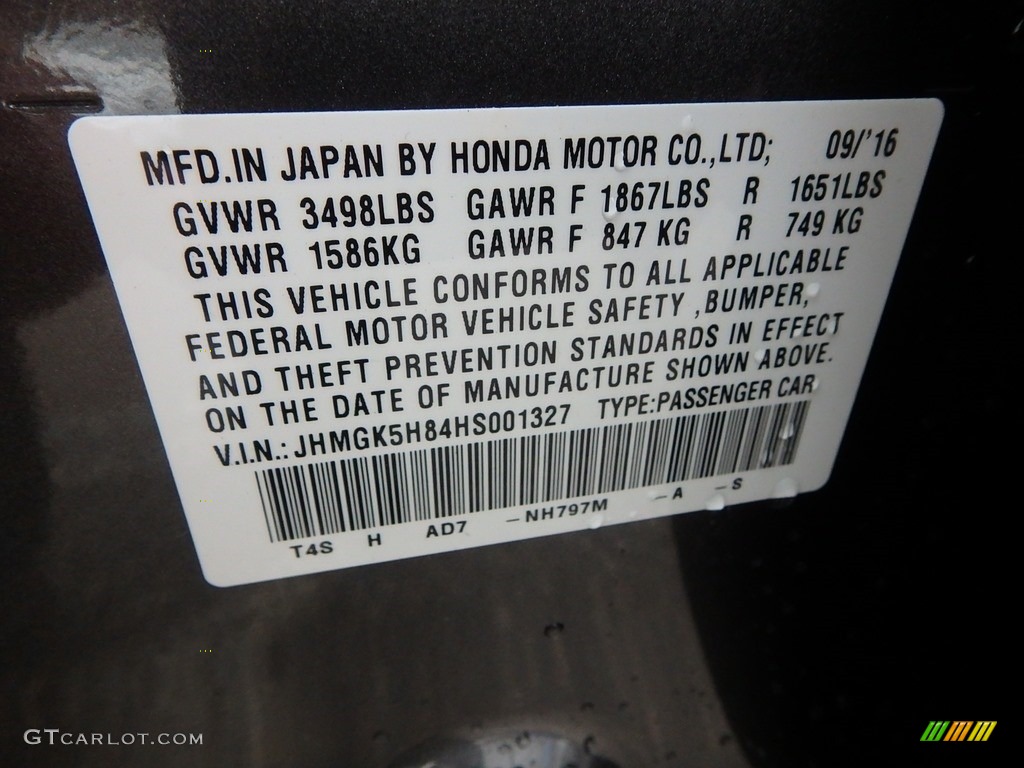 MFD.IN JAPAN BY HONDA MOTOR CO.,LTD; 09/'16
GVWR 3498LBS GAWR F 1867LBS R 1651LBS
GVWR 1586KG GAWR F 847 KG R 749 KG
THIS VEHICLE CONFORMS TO ALL APPLICABLE
FEDERAL MOTOR VEHICLE SAFETY ,BUMPER,
AND THEFT PREVENTION STANDARDS IN EFFECT
ON THE DATE OF MANUFACTURE SHOWN ABOVE.
V.I.N.: JHMGK5H84HS001327 TYPE:PASSENGER CAR
T4S H AD7 -NH797M -A -S
GTCARLOT.COM